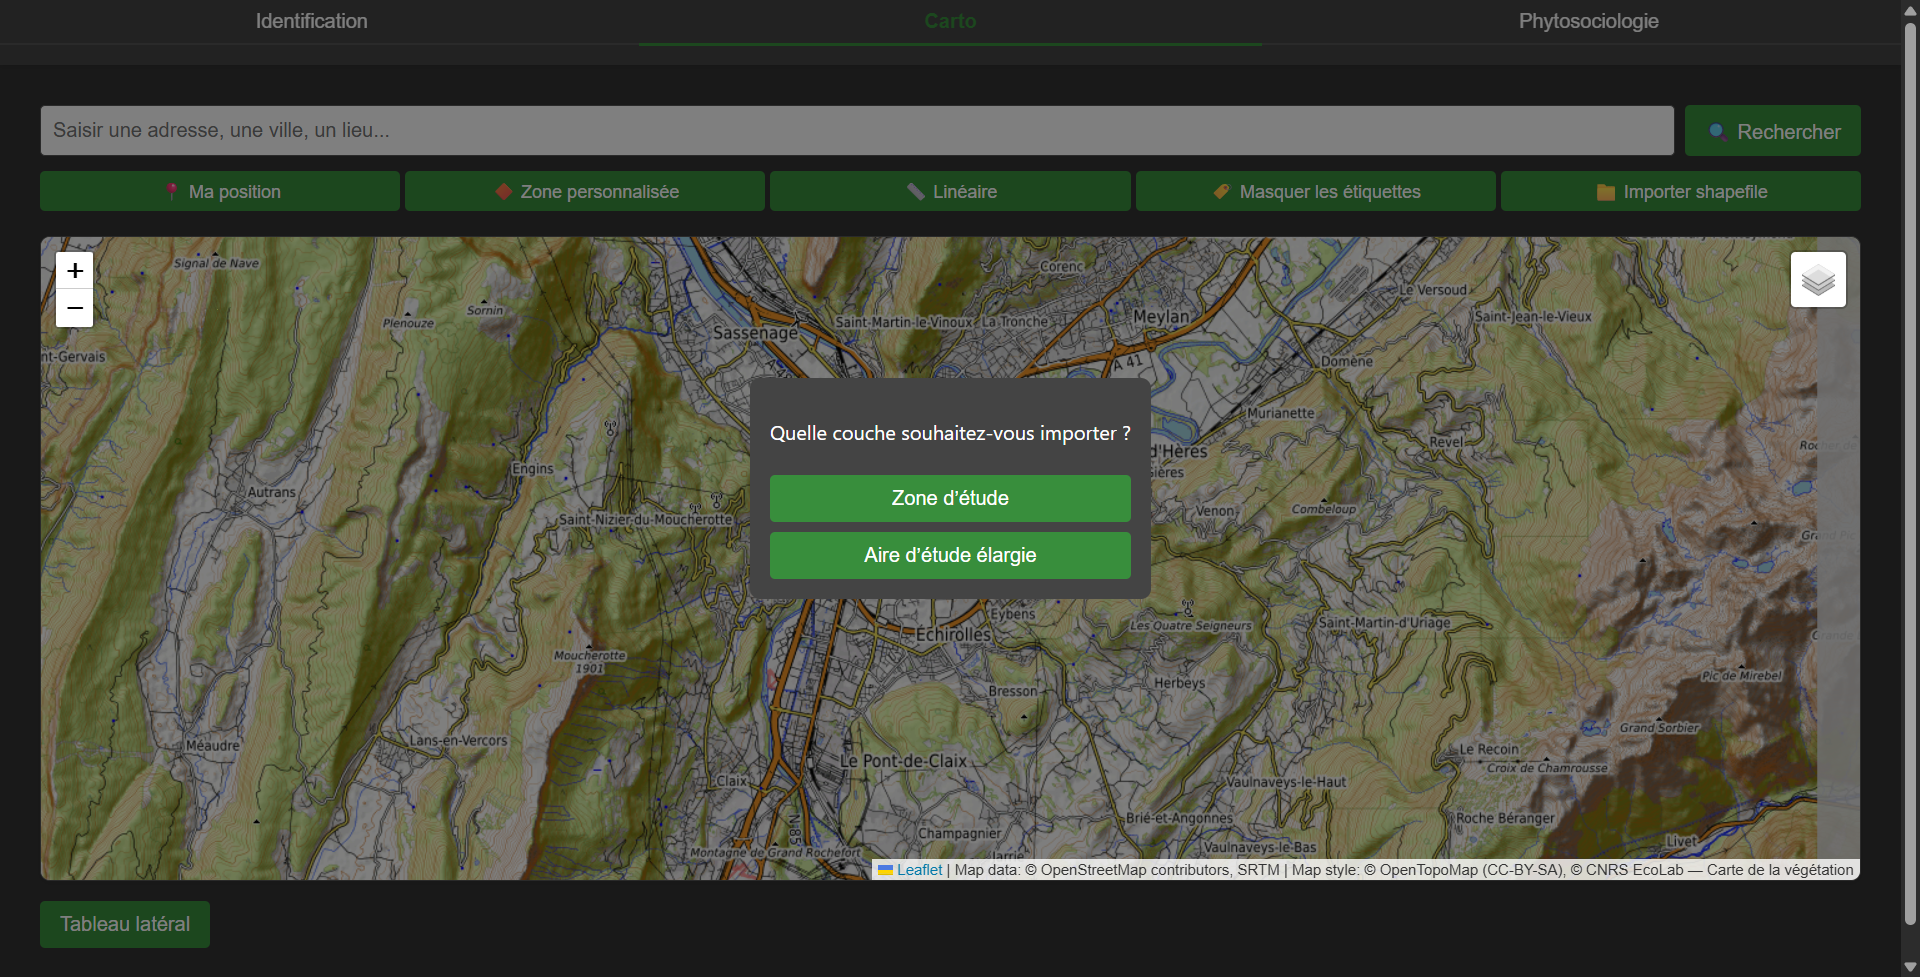 Identification
Carto
Phytosociologie
Saisir une adresse, une ville, un lieu...
Rechercher
Ma position
Zone personnalisée
Linéaire
Masquer les étiquettes
Importer shapefile
+
−
Signal de Nave
Corenc
Le Versoud
Sornin
Plenouze
Saint-Martin-le-Vinoux
La Tronche
Meylan
Saint-Jean-le-Vieux
Sassenage
nt-Gervais
A 41
Domène
Murianette
Revel
Quelle couche souhaitez-vous importer ?
d'Hères
Engins
Autrans
Zone d’étude
Venon
Combeloup
Saint-Nizier-du-Moucherotte
Aire d’étude élargie
Eybens
Les Quatre Seigneurs
Saint-Martin-d'Uriage
Echirolles
Moucherotte
1901
Pic de Mirebel
Herbeys
Bresson
Grand Sorbier
Méaudre
Lans-en-Vercors
Le Recoin
Le Pont-de-Claix
Croix de Chamrousse
Claix
Vaulnaveys-le-Haut
Brié-et-Angonnes
Roche Béranger
N 85
Champagnier
Livet
Vaulnaveys-le-Bas
Montagne de Grand Rochefort
Jarrie
Leaflet | Map data: © OpenStreetMap contributors, SRTM | Map style: © OpenTopoMap (CC-BY-SA), © CNRS EcoLab — Carte de la végétation
Tableau latéral